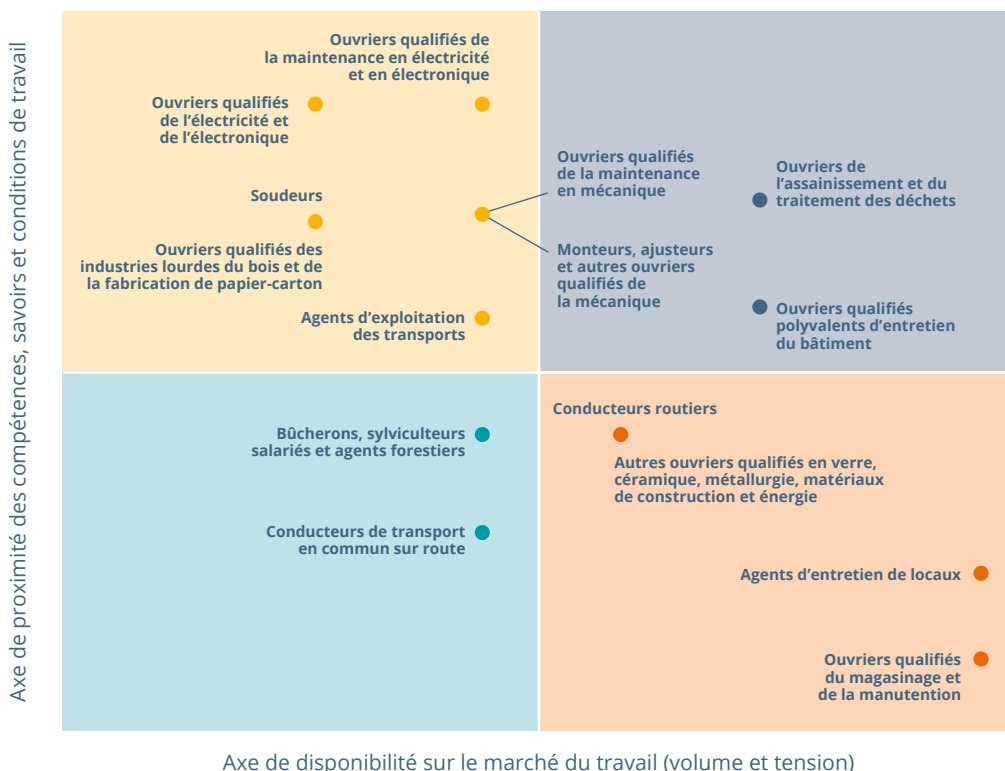 Axe de proximité des compétences, savoirs et conditions de travail
Ouvriers qualifiés de
la maintenance en électricité
et en électronique
Ouvriers qualifiés
de l'électricité et
de l'électronique
Soudeurs
Ouvriers qualifiés des
industries lourdes du bois et de
la fabrication de papier-carton
Agents d'exploitation
des transports
Ouvriers qualifiés
de la maintenance
en mécanique
Monteurs, ajusteurs
et autres ouvriers
qualifiés de
la mécanique
Ouvriers de
l'assainissement et du
traitement des déchets
Ouvriers qualifiés
polyvalents d'entretien
du bâtiment
Bûcherons, sylviculteurs
salariés et agents forestiers
Conducteurs de transport
en commun sur route
Conducteurs routiers
Autres ouvriers qualifiés en verre,
céramique, métallurgie, matériaux
de construction et énergie
Agents d'entretien de locaux
Ouvriers qualifiés
du magasinage et
de la manutention
Axe de disponibilité sur le marché du travail (volume et tension)